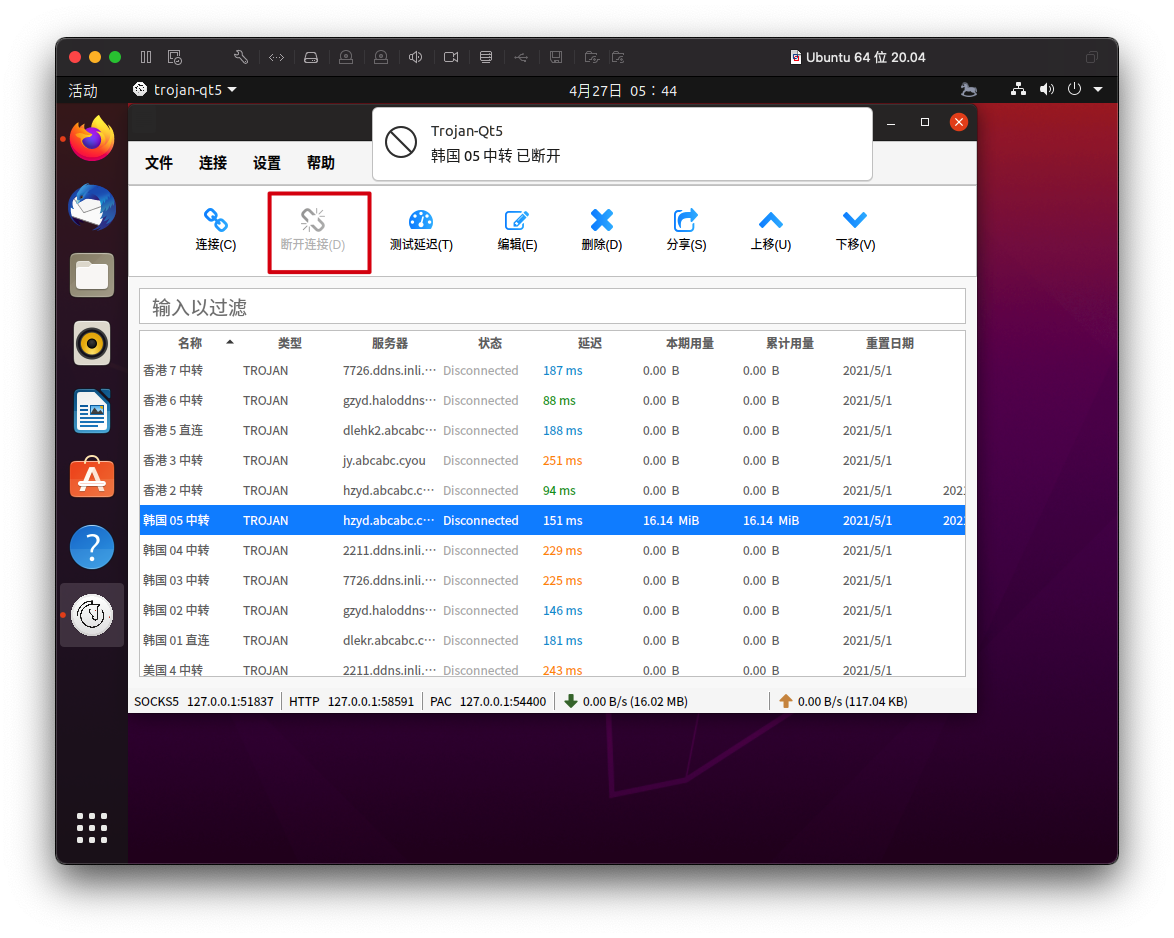 Ubuntu 64 位 20.04
活动 trojan-qt5 4月27日 05：44
Trojan-Qt5
韩国 05 中转 已断开
文件 连接 设置 帮助
连接(C) 断开连接(D) 测试延迟(T) 编辑(E) 删除(D) 分享(S) 上移(U) 下移(V)
输入以过滤
名称 类型 服务器 状态 延迟 本期用量 累计用量 重置日期
香港 7 中转 TROJAN 7726.ddns.inli.⋯ Disconnected 187 ms 0.00 B 0.00 B 2021/5/1
香港 6 中转 TROJAN gzyd.haloddns⋯ Disconnected 88 ms 0.00 B 0.00 B 2021/5/1
香港 5 直连 TROJAN dlehk2.abcabc⋯ Disconnected 188 ms 0.00 B 0.00 B 2021/5/1
香港 3 中转 TROJAN jy.abcabc.cyou Disconnected 251 ms 0.00 B 0.00 B 2021/5/1
香港 2 中转 TROJAN hzyd.abcabc.c⋯ Disconnected 94 ms 0.00 B 0.00 B 2021/5/1
韩国 05 中转 TROJAN hzyd.abcabc.c⋯ Disconnected 151 ms 16.14 MiB 16.14 MiB 2021/5/1
韩国 04 中转 TROJAN 2211.ddns.inli.⋯ Disconnected 229 ms 0.00 B 0.00 B 2021/5/1
韩国 03 中转 TROJAN 7726.ddns.inli.⋯ Disconnected 225 ms 0.00 B 0.00 B 2021/5/1
韩国 02 中转 TROJAN gzyd.haloddns⋯ Disconnected 146 ms 0.00 B 0.00 B 2021/5/1
韩国 01 直连 TROJAN dlekr.abcabc.c⋯ Disconnected 181 ms 0.00 B 0.00 B 2021/5/1
美国 4 中转 TROJAN 2211.ddns.inli.⋯ Disconnected 243 ms 0.00 B 0.00 B 2021/5/1
SOCKS5 127.0.0.1:51837 HTTP 127.0.0.1:58591 PAC 127.0.0.1:54400 0.00 B/s (16.02 MB) 0.00 B/s (117.04 KB)